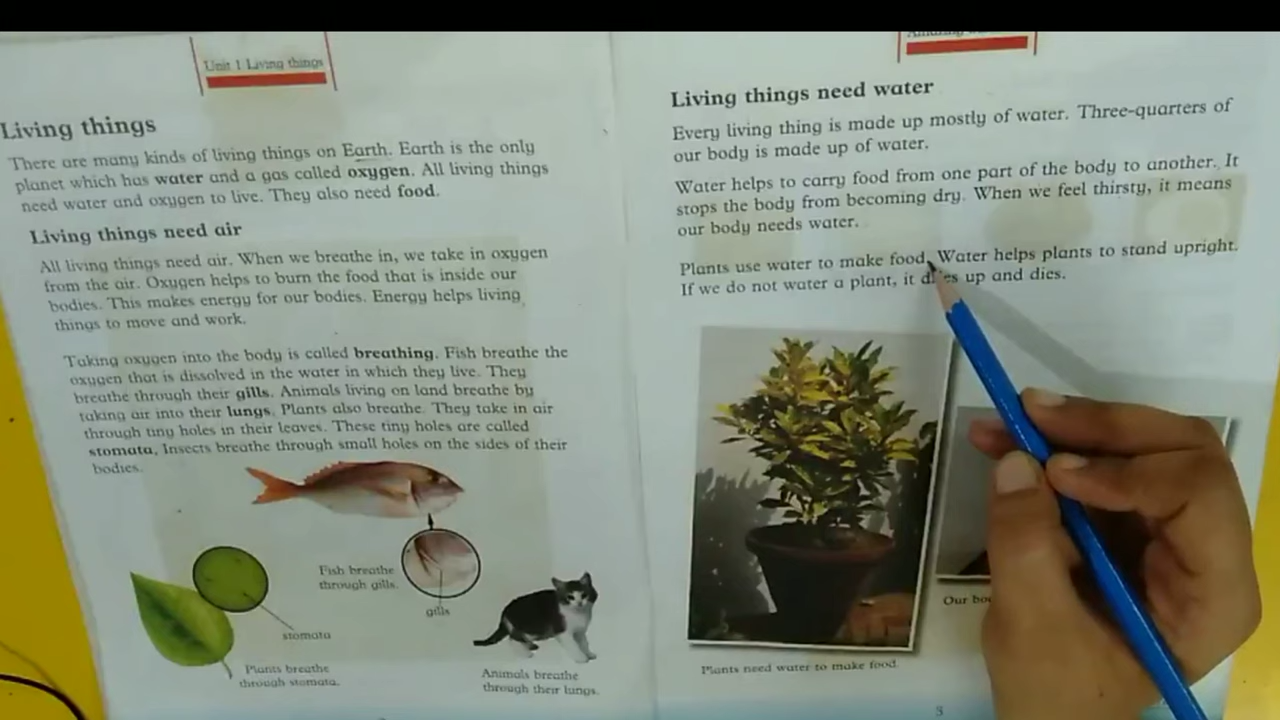 Unit 1 Living things
Living things
There are many kinds of living things on Earth. Earth is the only
planet which has water and a gas called oxygen. All living things
need water and oxygen to live. They also need food.
Living things need air
All living things need air. When we breathe in, we take in oxygen
from the air. Oxygen helps to burn the food that is inside our
bodies. This makes energy for our bodies. Energy helps living
things to move and work.
Taking oxygen into the body is called breathing. Fish breathe the
oxygen that is dissolved in the water in which they live. They
breathe through their gills. Animals living on land breathe by
taking air into their lungs. Plants also breathe. They take in air
through tiny holes in their leaves. These tiny holes are called
stomata. Insects breathe through small holes on the sides of their
bodies.
Fish breathe
through gills.
gills
stomata
Plants breathe
through stomata.
Animals breathe
through their lungs.
Living things need water
Every living thing is made up mostly of water. Three-quarters of
our body is made up of water.
Water helps to carry food from one part of the body to another. It
stops the body from becoming dry. When we feel thirsty, it means
our body needs water.
Plants use water to make food. Water helps plants to stand upright.
If we do not water a plant, it dries up and dies.
Plants need water to make food.
Our
3